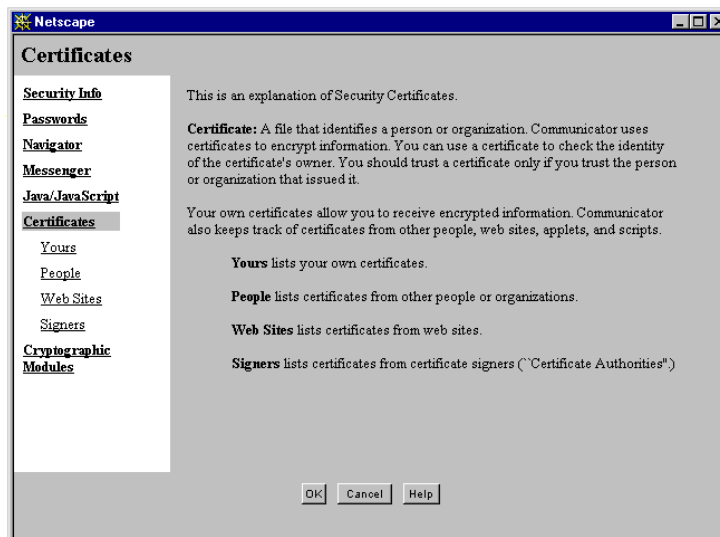 Netscape
Certificates
Security Info
Passwords
Navigator
Messenger
Java/JavaScript
Certificates
Yours
People
Web Sites
Signers
Cryptographic
Modules
This is an explanation of Security Certificates.
Certificate: A file that identifies a person or organization. Communicator uses
certificates to encrypt information. You can use a certificate to check the identity
of the certificate's owner. You should trust a certificate only if you trust the person
or organization that issued it.
Your own certificates allow you to receive encrypted information. Communicator
also keeps track of certificates from other people, web sites, applets, and scripts.
Yours lists your own certificates.
People lists certificates from other people or organizations.
Web Sites lists certificates from web sites.
Signers lists certificates from certificate signers (``Certificate Authorities''.)
OK Cancel Help